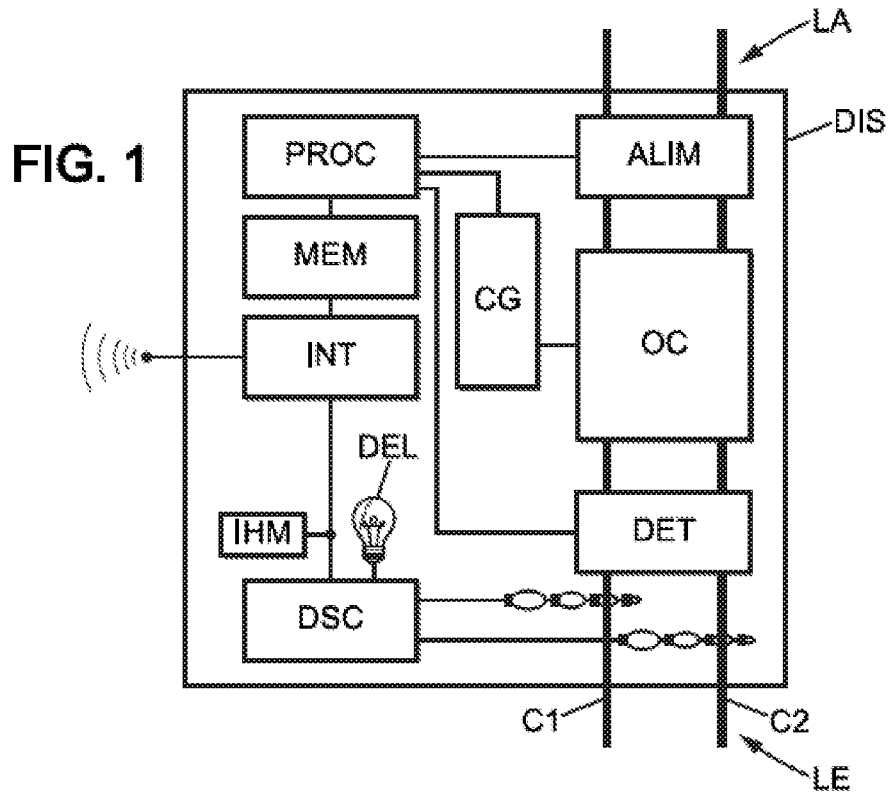 LA
DIS
FIG. 1
PROC
ALIM
MEM
CG
OC
INT
DEL
IHM
DET
DSC
C1
C2
LE